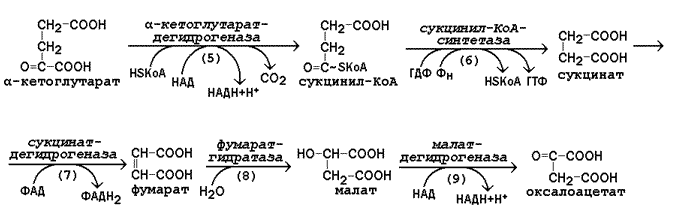 CH₂-COOH
CH₂
O=C-COOH
α-кетоглутарат
α-кетоглутарат-
дегидрогеназа
(5)
HSKoA
НАД
НАДН+Н⁺
CO₂
CH₂-COOH
CH₂
O=C~SKoA
сукцинил-КоА
сукцинил-КоА-
синтетаза
(6)
ГДФ Фн
HSKoA ГТФ
CH₂-COOH
CH₂-COOH
сукцинат
сукцинат-
дегидрогеназа
(7)
ФАД
ФАДН₂
CH-COOH
CH-COOH
фумарат
фумарат-
гидратаза
(8)
H₂O
HO-CH-COOH
CH₂-COOH
малат
малат-
дегидрогеназа
(9)
НАД
НАДН+Н⁺
O=C-COOH
CH₂-COOH
оксалоацетат